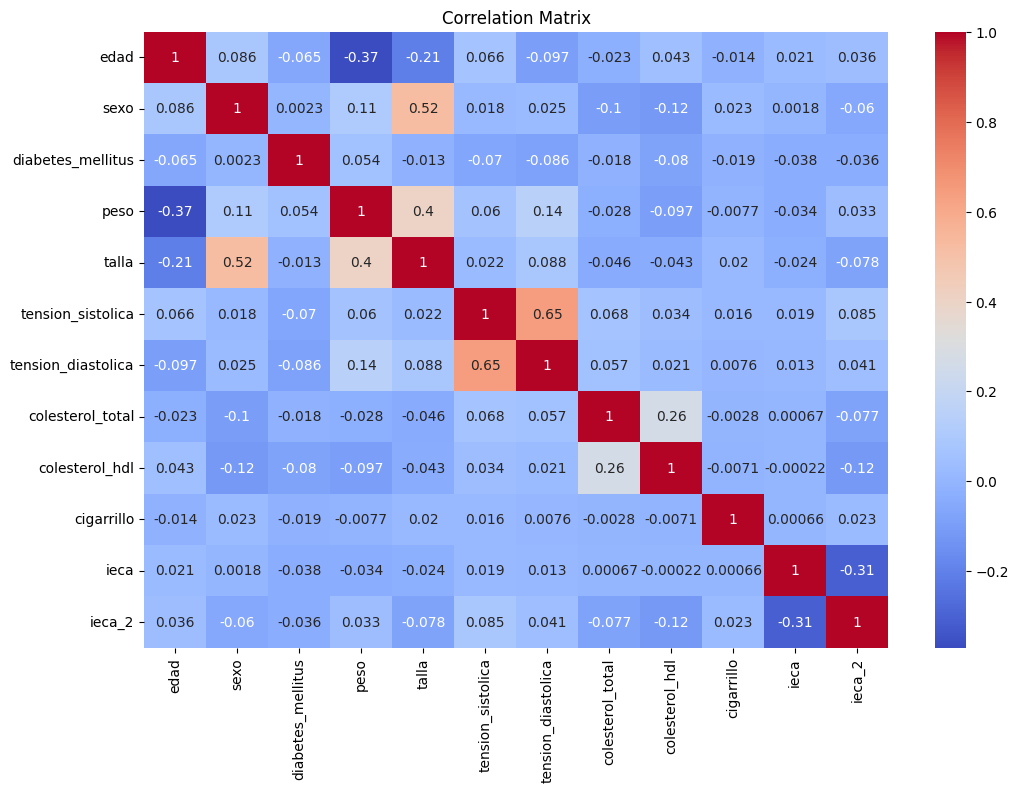 Correlation Matrix
edad 1 0.086 -0.065 -0.37 -0.21 0.066 -0.097 -0.023 0.043 -0.014 0.021 0.036
sexo 0.086 1 0.0023 0.11 0.52 0.018 0.025 -0.1 -0.12 0.023 0.0018 -0.06
diabetes_mellitus -0.065 0.0023 1 0.054 -0.013 -0.07 -0.086 -0.018 -0.08 -0.019 -0.038 -0.036
peso -0.37 0.11 0.054 1 0.4 0.06 0.14 -0.028 -0.097 -0.0077 -0.034 0.033
talla -0.21 0.52 -0.013 0.4 1 0.022 0.088 -0.046 -0.043 0.02 -0.024 -0.078
tension_sistolica 0.066 0.018 -0.07 0.06 0.022 1 0.65 0.068 0.034 0.016 0.019 0.085
tension_diastolica -0.097 0.025 -0.086 0.14 0.088 0.65 1 0.057 0.021 0.0076 0.013 0.041
colesterol_total -0.023 -0.1 -0.018 -0.028 -0.046 0.068 0.057 1 0.26 -0.0028 0.00067 -0.077
colesterol_hdl 0.043 -0.12 -0.08 -0.097 -0.043 0.034 0.021 0.26 1 -0.0071 -0.00022 -0.12
cigarrillo -0.014 0.023 -0.019 -0.0077 0.02 0.016 0.0076 -0.0028 -0.0071 1 0.00066 0.023
ieca 0.021 0.0018 -0.038 -0.034 -0.024 0.019 0.013 0.00067 -0.00022 0.00066 1 -0.31
ieca_2 0.036 -0.06 -0.036 0.033 -0.078 0.085 0.041 -0.077 -0.12 0.023 -0.31 1
edad
sexo
diabetes_mellitus
peso
talla
tension_sistolica
tension_diastolica
colesterol_total
colesterol_hdl
cigarrillo
ieca
ieca_2
1.0
0.8
0.6
0.4
0.2
0.0
−0.2